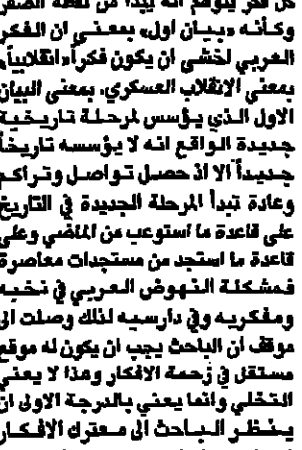 كل فكر يتوهم انه يبدأ من نقطة الصفر
وكأنه «بيان اول» بمعنى ان الفكر
العربي لخشى ان يكون فكراً «انقلابياً»
بمعنى الانقلاب العسكري. بمعنى البيان
الاول الذي يؤسس لمرحلة تاريخية
جديدة الواقع انه لا يؤسسه تاريخاً
جديداً الا اذ حصل تواصل وتراكم
وعادة تبدأ المرحلة الجديدة في التاريخ
على قاعدة ما استوعب من الماضي وعلى
قاعدة ما استجد من مستجدات معاصرة
فمشكلة النهوض العربي في نخبه
ومفكريه وفي دارسيه لذلك وصلت الى
موقف ان الباحث يجب ان يكون له موقع
مستقل في زحمة الافكار وهذا لا يعني
التخلي وانما يعني بالدرجة الاولى ان
ينظر الباحث الى معترك الافكار